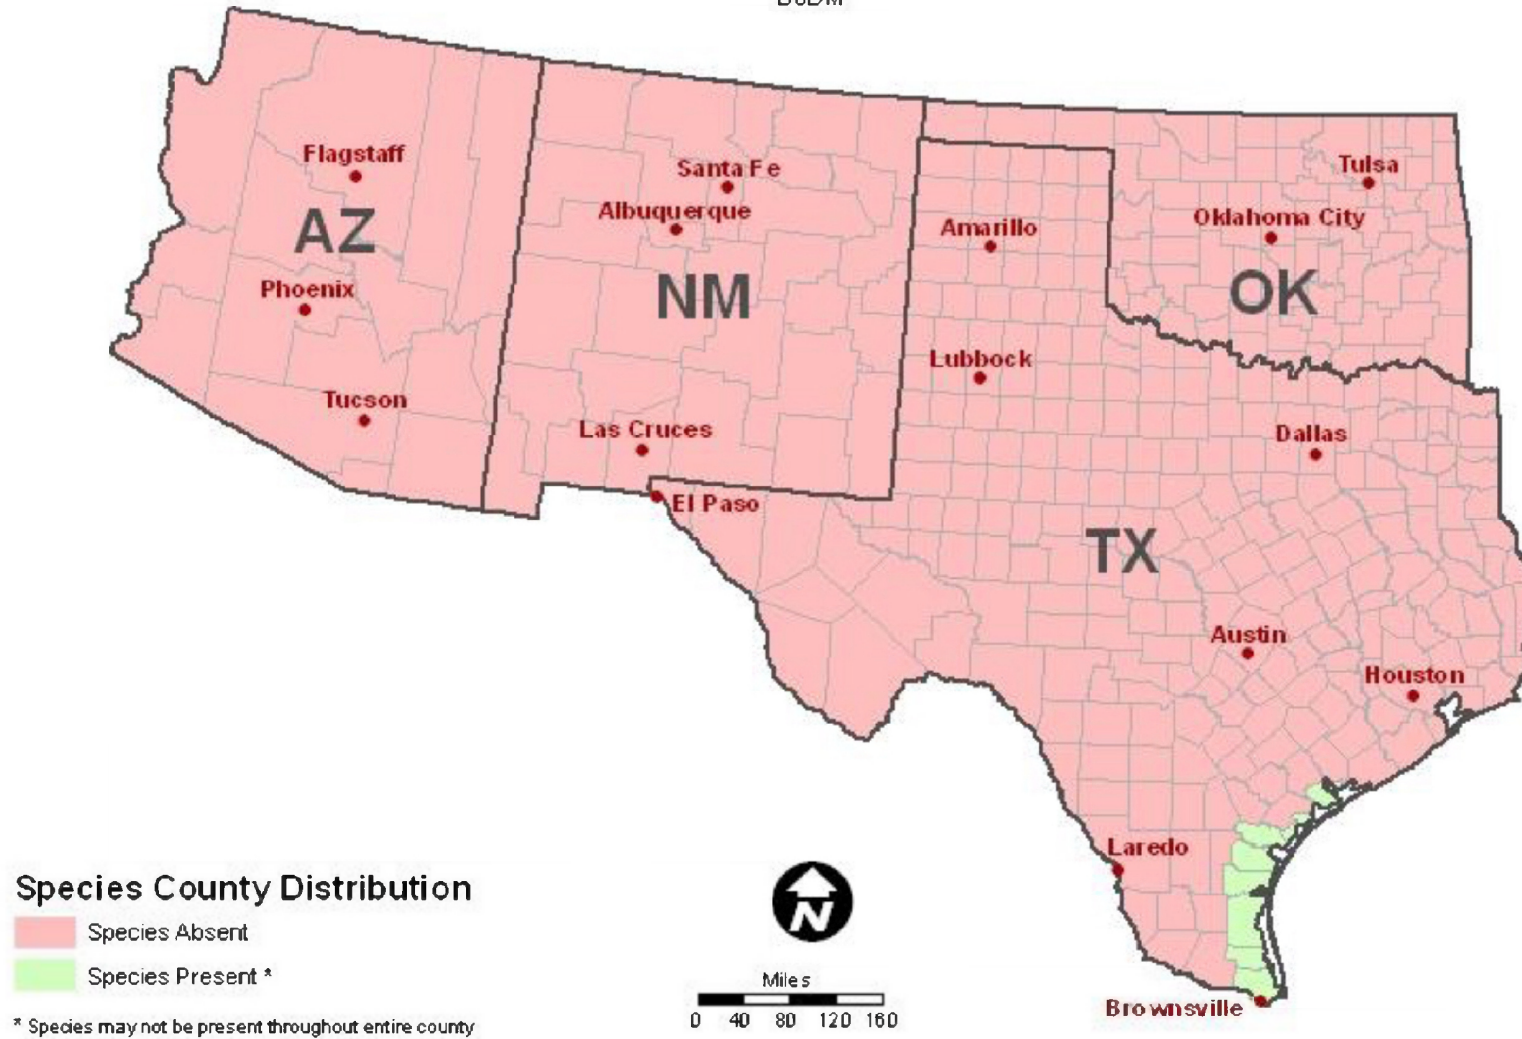 Flagstaff
Santa Fe
Tulsa
Albuquerque
Oklahoma City
AZ
Amarillo
Phoenix
NM
OK
Lubbock
Tucson
Las Cruces
Dallas
El Paso
TX
Austin
Houston
Laredo
Species County Distribution
Species Absent
Species Present *
* Species may not be present throughout entire county
N
Miles
0 40 80 120 160
Brownsville